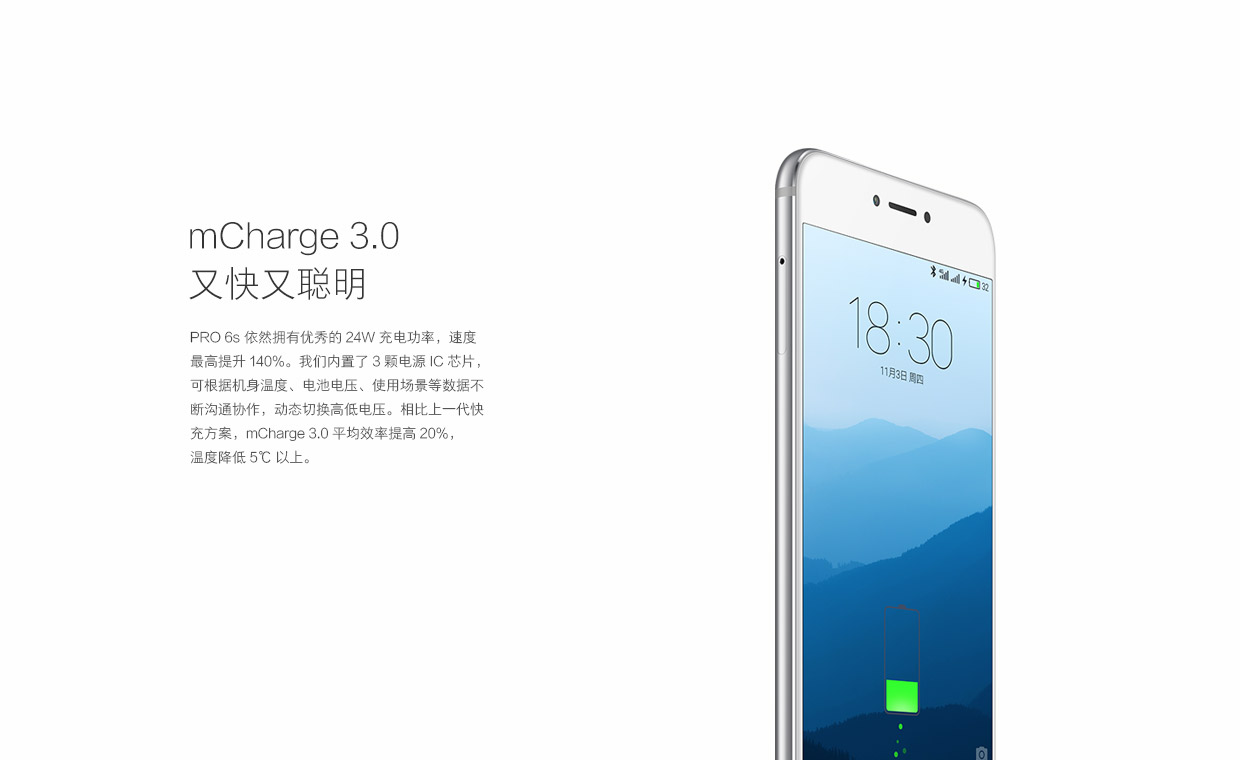 mCharge 3.0
又快又聪明
PRO 6s 依然拥有优秀的 24W 充电功率，速度
最高提升 140%。我们内置了 3 颗电源 IC 芯片，
可根据机身温度、电池电压、使用场景等数据不
断沟通协作，动态切换高低电压。相比上一代快
充方案，mCharge 3.0 平均效率提高 20%，
温度降低 5℃ 以上。
4G 32
18:30
11月3日 周四